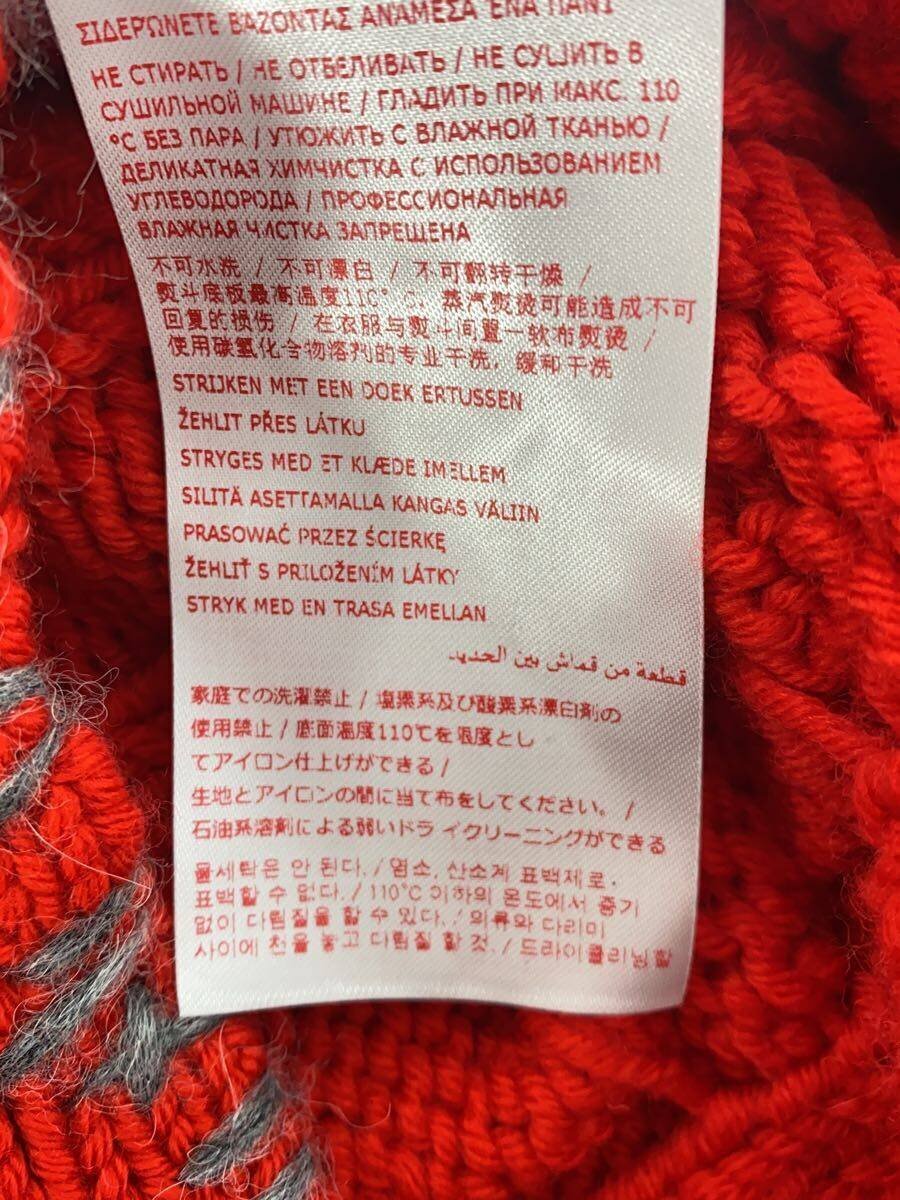 ΣΙΔΕΡΩΝΕΤΕ ΒΑΖΟΝΤΑΣ ΑΝΑΜΕΣΑ ΈΝΑ ΠΑΝΙ
НЕ СТИРАТЬ / НЕ ОТБЕЛИВАТЬ / НЕ СУШИТЬ В
СУШИЛЬНОЙ МАШИНЕ / ГЛАДИТЬ ПРИ МАКС. 110
°C БЕЗ ПАРА / УТЮЖИТЬ С ВЛАЖНОЙ ТКАНЬЮ /
ДЕЛИКАТНАЯ ХИМЧИСТКА С ИСПОЛЬЗОВАНИЕМ
УГЛЕВОДОРОДА / ПРОФЕССИОНАЛЬНАЯ
ВЛАЖНАЯ ЧИСТКА ЗАПРЕЩЕНА
不可水洗 / 不可漂白 / 不可翻转干燥 /
熨斗底板最高温度110° C，蒸汽熨烫可能造成不可
回复的损伤 / 在衣服与熨斗间置一软布熨烫 /
使用碳氢化合物溶剂的专业干洗，缓和干洗
STRIJKEN MET EEN DOEK ERTUSSEN
ŽEHLIT PŘES LÁTKU
STRYGES MED ET KLÆDE IMELLEM
SILITÄ ASETTAMALLA KANGAS VÄLIIN
PRASOWAĆ PRZEZ ŚCIERKĘ
ŽEHLIŤ S PRILOŽENÍM LÁTKY
STRYK MED EN TRASA EMELLAN
قطعة من قماش بين الحديد.
家庭での洗濯禁止 / 塩素系及び酸素系漂白剤の
使用禁止 / 底面温度110℃を限度とし
てアイロン仕上げができる /
生地とアイロンの間に当て布をしてください。 /
石油系溶剤による弱いドライクリーニングができる
물세탁은 안 된다. / 염소, 산소계 표백제로.
표백할 수 없다. / 110°C 이하의 온도에서 증기
없이 다림질을 할 수 있다. / 의류와 다리미
사이에 천을 놓고 다림질 할 것. / 드라이클리닝할